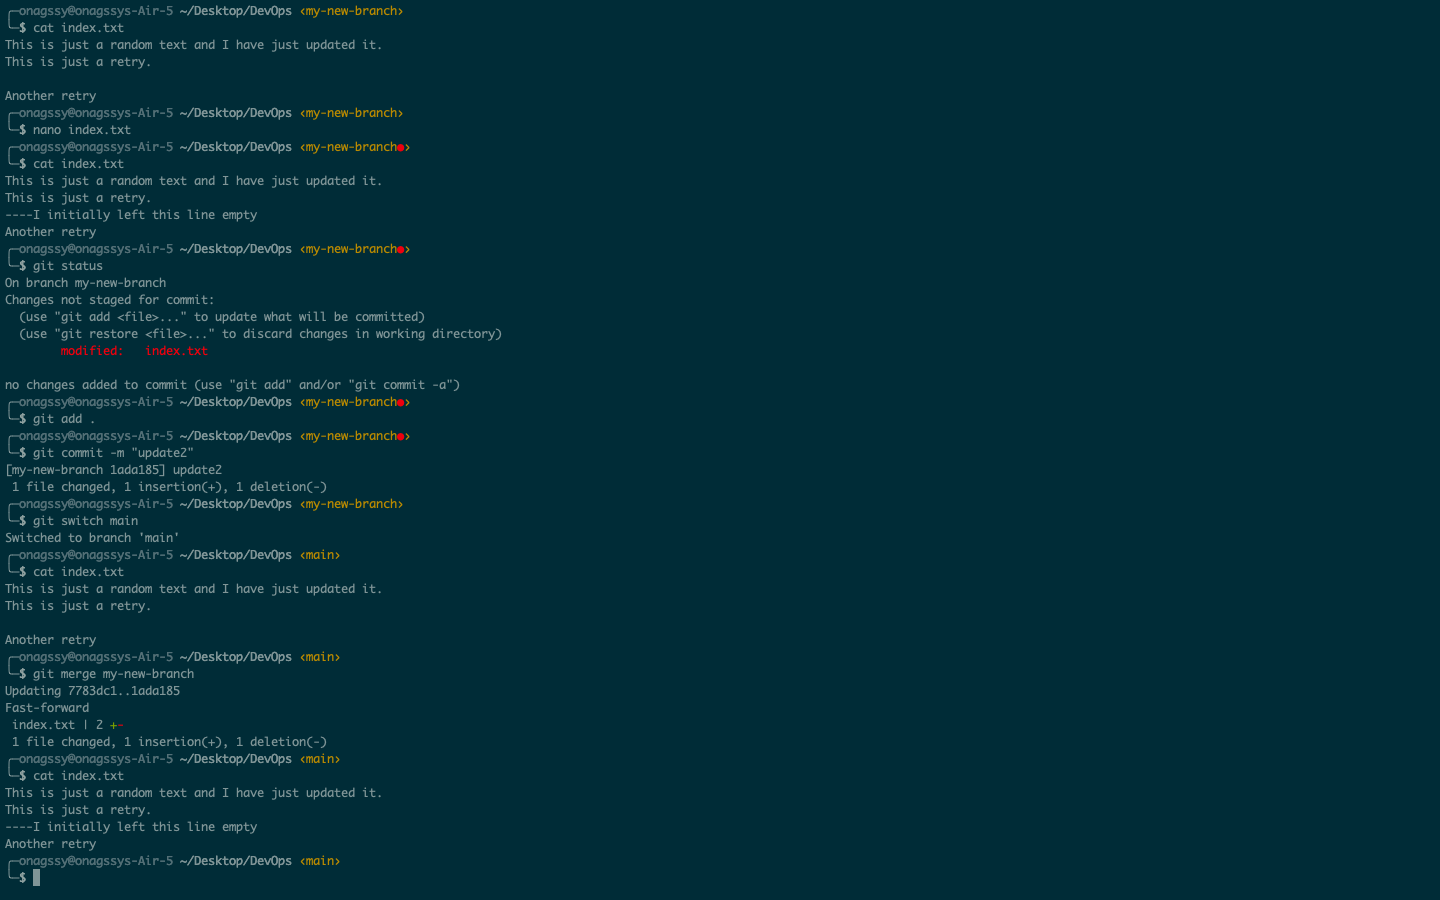 ╭─onagssy@onagssys-Air-5 ~/Desktop/DevOps ‹my-new-branch›
╰─$ cat index.txt
This is just a random text and I have just updated it.
This is just a retry.

Another retry
╭─onagssy@onagssys-Air-5 ~/Desktop/DevOps ‹my-new-branch›
╰─$ nano index.txt
╭─onagssy@onagssys-Air-5 ~/Desktop/DevOps ‹my-new-branch●›
╰─$ cat index.txt
This is just a random text and I have just updated it.
This is just a retry.
----I initially left this line empty
Another retry
╭─onagssy@onagssys-Air-5 ~/Desktop/DevOps ‹my-new-branch●›
╰─$ git status
On branch my-new-branch
Changes not staged for commit:
  (use "git add <file>..." to update what will be committed)
  (use "git restore <file>..." to discard changes in working directory)
        modified:   index.txt

no changes added to commit (use "git add" and/or "git commit -a")
╭─onagssy@onagssys-Air-5 ~/Desktop/DevOps ‹my-new-branch●›
╰─$ git add .
╭─onagssy@onagssys-Air-5 ~/Desktop/DevOps ‹my-new-branch●›
╰─$ git commit -m "update2"
[my-new-branch 1ada185] update2
 1 file changed, 1 insertion(+), 1 deletion(-)
╭─onagssy@onagssys-Air-5 ~/Desktop/DevOps ‹my-new-branch›
╰─$ git switch main
Switched to branch 'main'
╭─onagssy@onagssys-Air-5 ~/Desktop/DevOps ‹main›
╰─$ cat index.txt
This is just a random text and I have just updated it.
This is just a retry.

Another retry
╭─onagssy@onagssys-Air-5 ~/Desktop/DevOps ‹main›
╰─$ git merge my-new-branch
Updating 7783dc1..1ada185
Fast-forward
 index.txt | 2 +-
 1 file changed, 1 insertion(+), 1 deletion(-)
╭─onagssy@onagssys-Air-5 ~/Desktop/DevOps ‹main›
╰─$ cat index.txt
This is just a random text and I have just updated it.
This is just a retry.
----I initially left this line empty
Another retry
╭─onagssy@onagssys-Air-5 ~/Desktop/DevOps ‹main›
╰─$